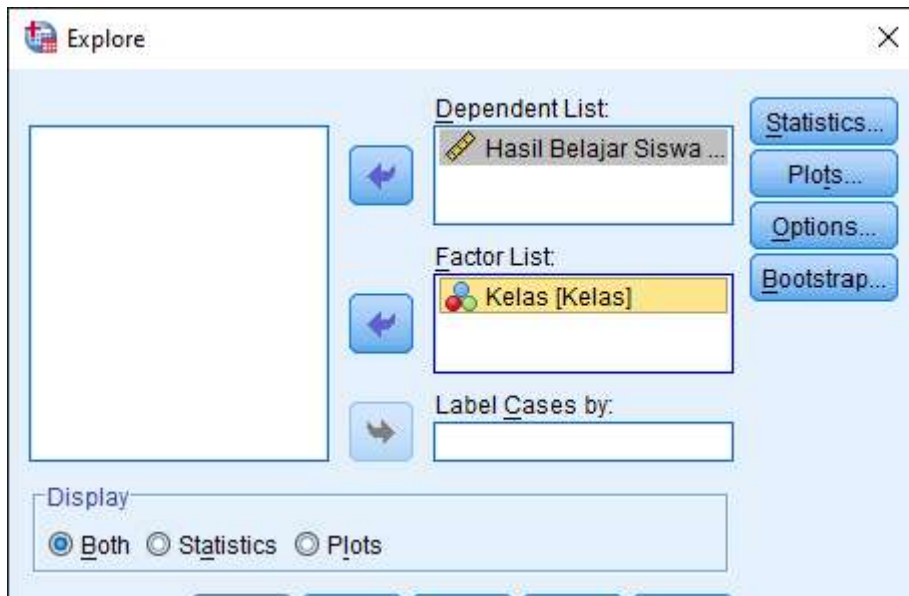 Explore
Dependent List:
Hasil Belajar Siswa ...
Factor List:
Kelas [Kelas]
Label Cases by:
Statistics...
Plots...
Options...
Bootstrap...
Display
Both Statistics Plots